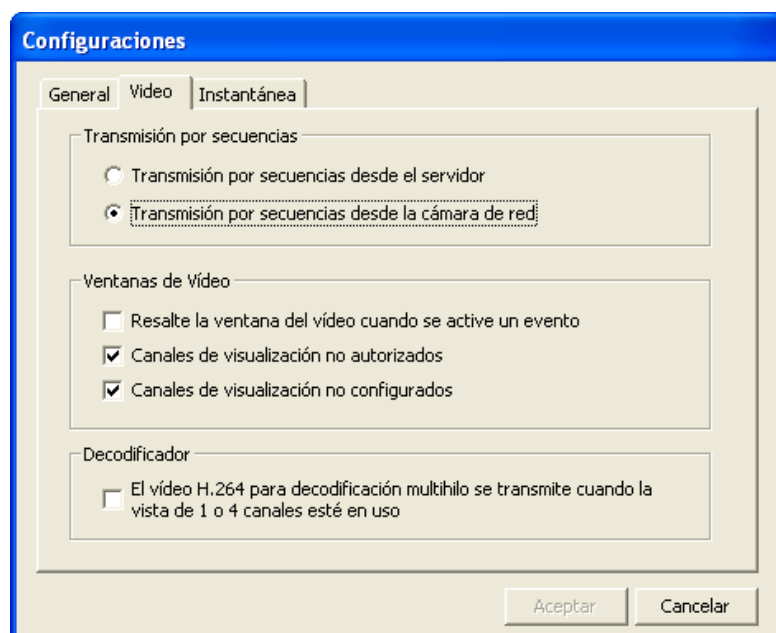 Configuraciones
General Video Instantánea
Transmisión por secuencias
Transmisión por secuencias desde el servidor
Transmisión por secuencias desde la cámara de red
Ventanas de Vídeo
Resalte la ventana del vídeo cuando se active un evento
Canales de visualización no autorizados
Canales de visualización no configurados
Decodificador
El vídeo H.264 para decodificación multihilo se transmite cuando la
vista de 1 o 4 canales esté en uso
Aceptar Cancelar